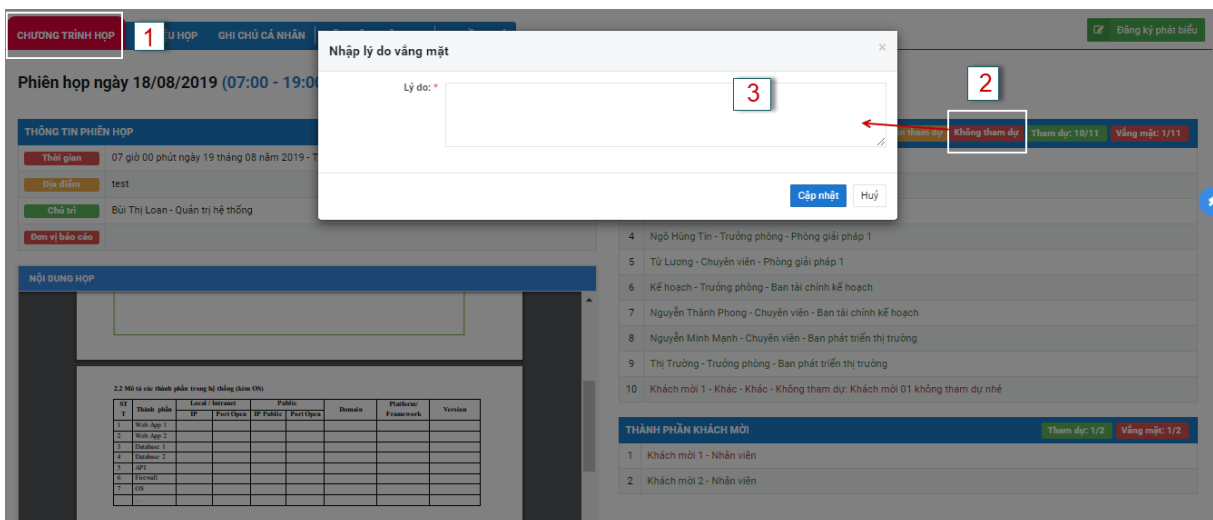 CHƯƠNG TRÌNH HỌP
1
U HỌP
GHI CHÚ CÁ NHÂN
Đăng ký phát biểu
Nhập lý do vắng mặt
×
Phiên họp ngày 18/08/2019 (07:00 - 19:00
Lý do: *
3
2
THÔNG TIN PHIÊN HỌP
tham dự
Không tham dự
Tham dự: 10/11
Vắng mặt: 1/11
Thời gian
07 giờ 00 phút ngày 19 tháng 08 năm 2019 - T
Địa điểm
test
Cập nhật
Huỷ
Chủ trì
Bùi Thị Loan - Quản trị hệ thống
Đơn vị báo cáo
4 Ngô Hùng Tín - Trưởng phòng - Phòng giải pháp 1
5 Từ Lương - Chuyên viên - Phòng giải pháp 1
NỘI DUNG HỌP
6 Kế hoạch - Trưởng phòng - Ban tài chính kế hoạch
7 Nguyễn Thành Phong - Chuyên viên - Ban tài chính kế hoạch
8 Nguyễn Minh Mạnh - Chuyên viên - Ban phát triển thị trường
9 Thị Trường - Trưởng phòng - Ban phát triển thị trường
10 Khách mời 1 - Khác - Khác - Không tham dự: Khách mời 01 không tham dự nhé
2.2 Mô tả các thành phần trong hệ thống (kèm OS)
STT Thành phần Local / Intranet Public Domain Platform/ Framework Version
IP Port Open IP Public Port Open
1 Web App 1
2 Web App 2
3 Database 1
4 Database 2
5 API
6 Firewall
7 OS
...
THÀNH PHẦN KHÁCH MỜI
Tham dự: 1/2
Vắng mặt: 1/2
1 Khách mời 1 - Nhân viên
2 Khách mời 2 - Nhân viên